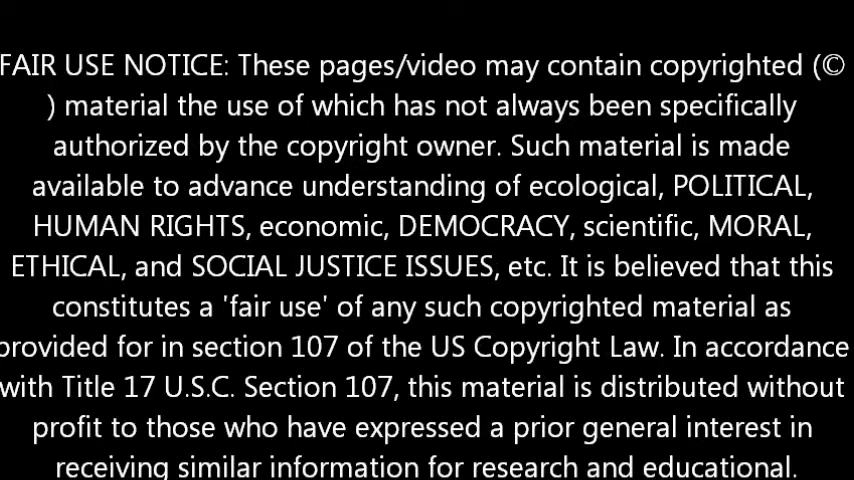 FAIR USE NOTICE: These pages/video may contain copyrighted (©
) material the use of which has not always been specifically
authorized by the copyright owner. Such material is made
available to advance understanding of ecological, POLITICAL,
HUMAN RIGHTS, economic, DEMOCRACY, scientific, MORAL,
ETHICAL, and SOCIAL JUSTICE ISSUES, etc. It is believed that this
constitutes a 'fair use' of any such copyrighted material as
provided for in section 107 of the US Copyright Law. In accordance
with Title 17 U.S.C. Section 107, this material is distributed without
profit to those who have expressed a prior general interest in
receiving similar information for research and educational.